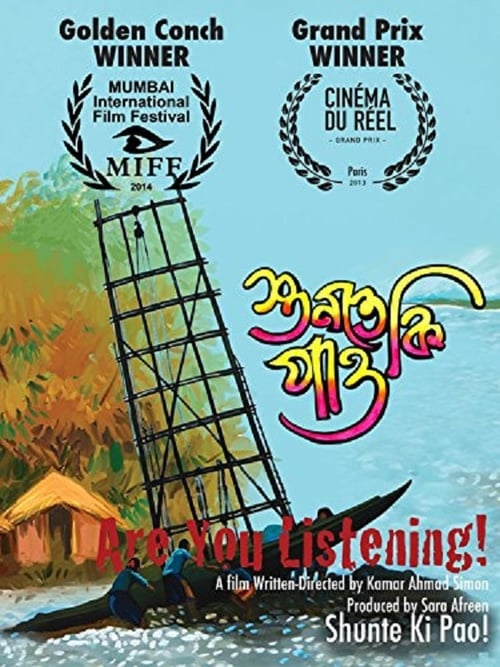 Golden Conch
WINNER
MUMBAI
International
Film Festival
MIFF
2014
Grand Prix
WINNER
CINÉMA
DU RÉEL
- GRAND PRIX -
Paris
2013
শুনতে কি
পাও
Are You Listening!
A film Written-Directed by Kamar Ahmad Simon
Produced by Sara Afreen
Shunte Ki Pao!